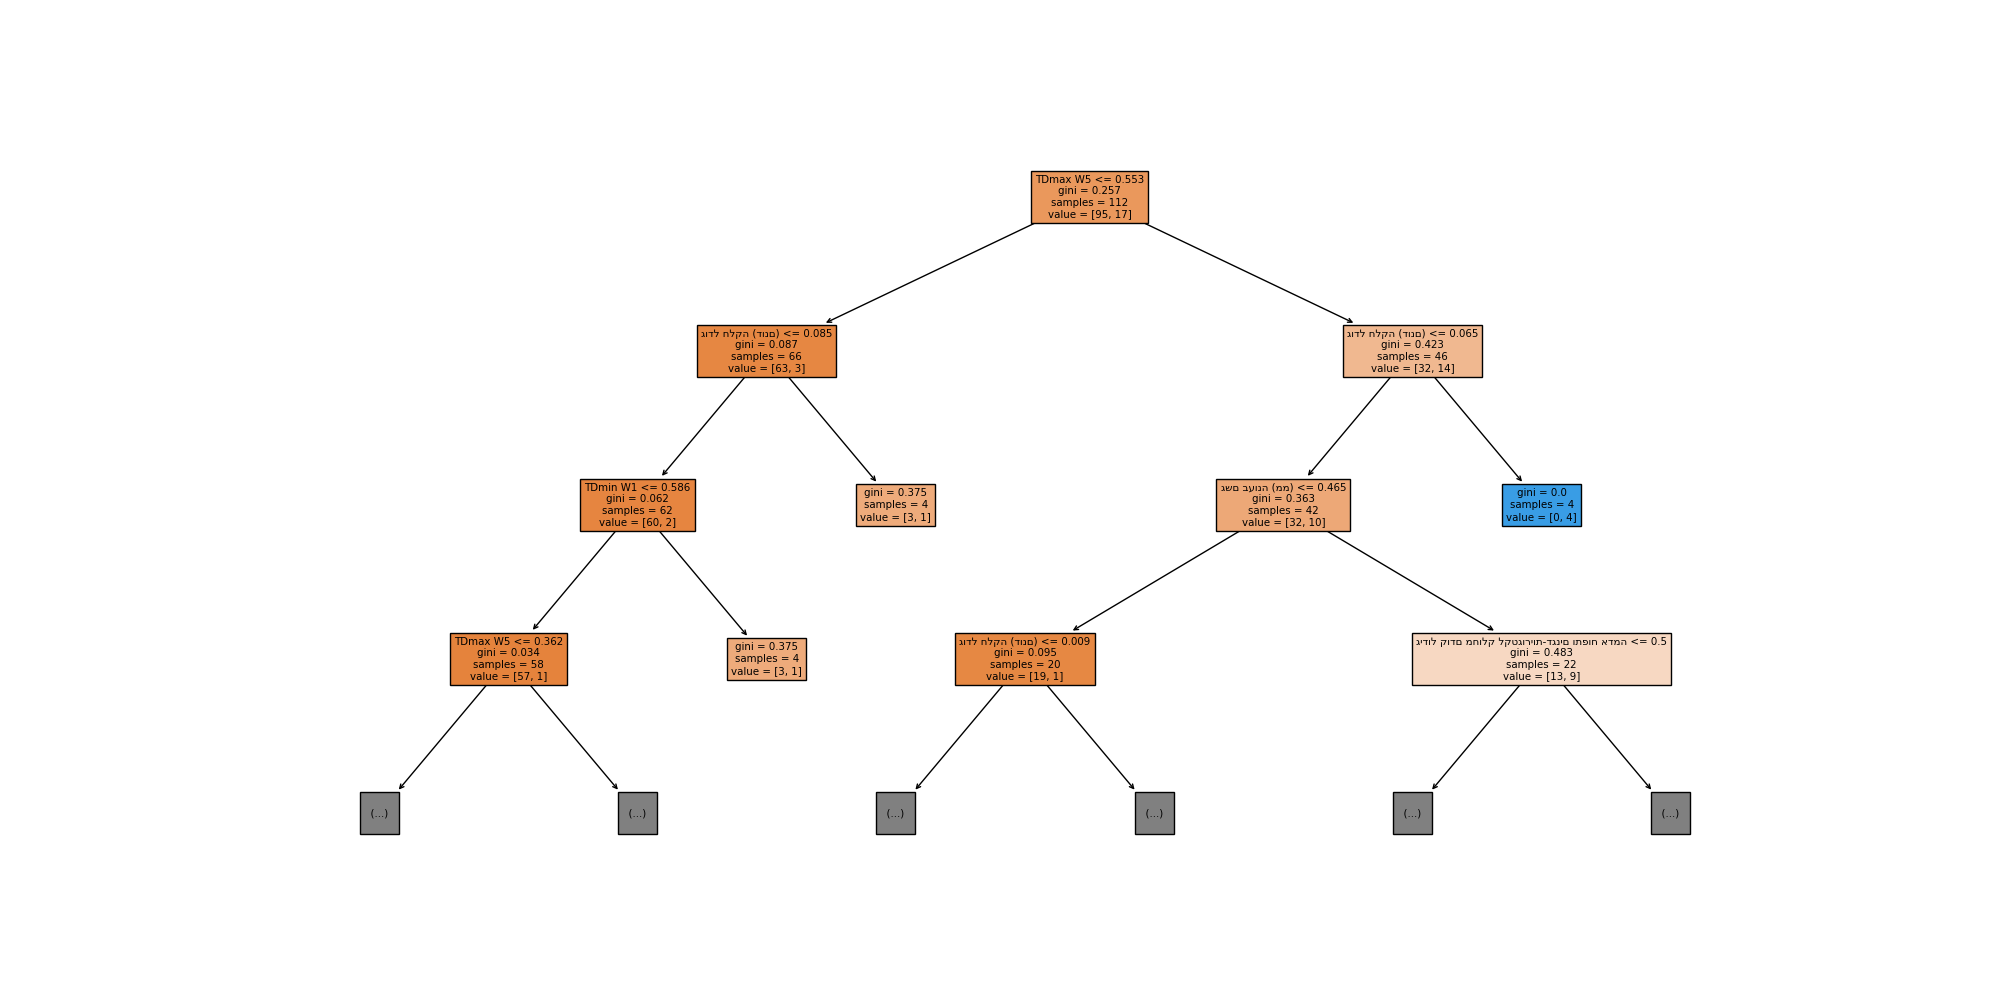 TDmax W5 <= 0.553
gini = 0.257
samples = 112
value = [95, 17]
גודל חלקה (דונם) <= 0.085
gini = 0.087
samples = 66
value = [63, 3]
גודל חלקה (דונם) <= 0.065
gini = 0.423
samples = 46
value = [32, 14]
TDmin W1 <= 0.586
gini = 0.062
samples = 62
value = [60, 2]
gini = 0.375
samples = 4
value = [3, 1]
גשם בעונה (ממ) <= 0.465
gini = 0.363
samples = 42
value = [32, 10]
gini = 0.0
samples = 4
value = [0, 4]
TDmax W5 <= 0.362
gini = 0.034
samples = 58
value = [57, 1]
gini = 0.375
samples = 4
value = [3, 1]
גודל חלקה (דונם) <= 0.009
gini = 0.095
samples = 20
value = [19, 1]
גידול קודם מחולק לקטגוריות-דגנים ותפוח אדמה <= 0.5
gini = 0.483
samples = 22
value = [13, 9]
(...)
(...)
(...)
(...)
(...)
(...)